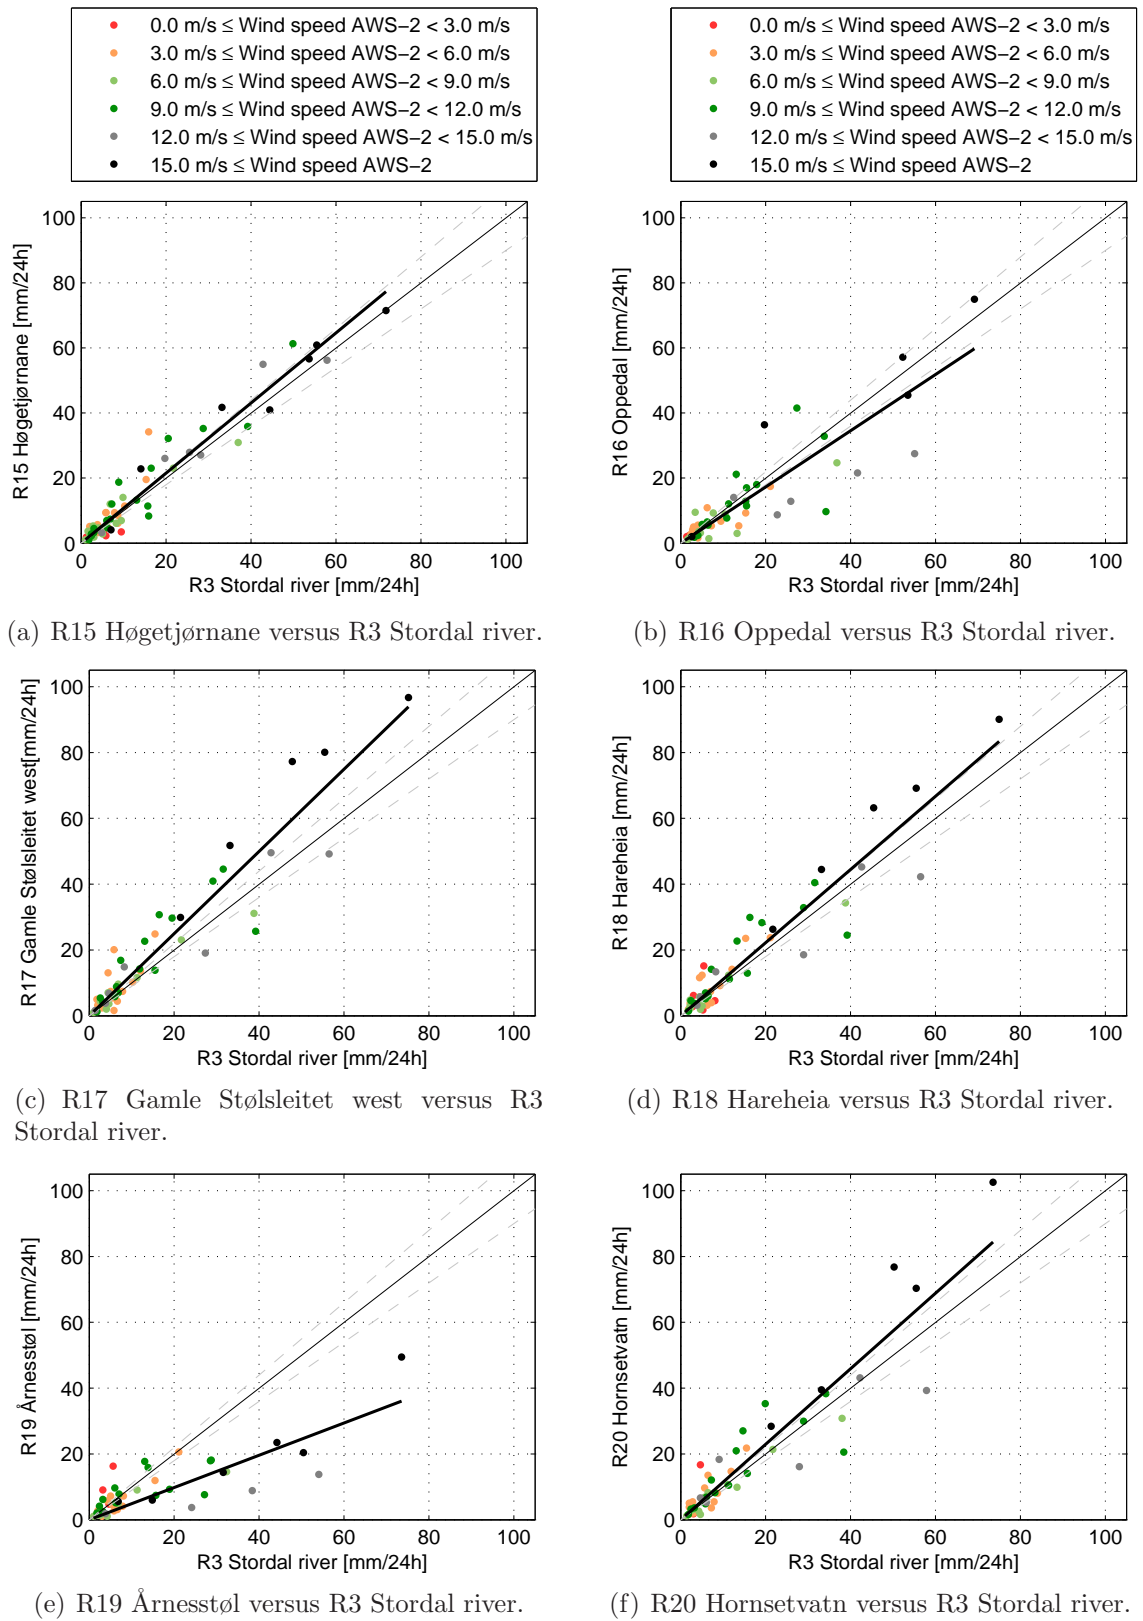 0.0 m/s ≤ Wind speed AWS−2 < 3.0 m/s
3.0 m/s ≤ Wind speed AWS−2 < 6.0 m/s
6.0 m/s ≤ Wind speed AWS−2 < 9.0 m/s
9.0 m/s ≤ Wind speed AWS−2 < 12.0 m/s
12.0 m/s ≤ Wind speed AWS−2 < 15.0 m/s
15.0 m/s ≤ Wind speed AWS−2
0.0 m/s ≤ Wind speed AWS−2 < 3.0 m/s
3.0 m/s ≤ Wind speed AWS−2 < 6.0 m/s
6.0 m/s ≤ Wind speed AWS−2 < 9.0 m/s
9.0 m/s ≤ Wind speed AWS−2 < 12.0 m/s
12.0 m/s ≤ Wind speed AWS−2 < 15.0 m/s
15.0 m/s ≤ Wind speed AWS−2
R15 Høgetjørnane [mm/24h]
100
80
60
40
20
0
0 20 40 60 80 100
R3 Stordal river [mm/24h]
(a) R15 Høgetjørnane versus R3 Stordal river.
R16 Oppedal [mm/24h]
100
80
60
40
20
0
0 20 40 60 80 100
R3 Stordal river [mm/24h]
(b) R16 Oppedal versus R3 Stordal river.
R17 Gamle Stølsleitet west[mm/24h]
100
80
60
40
20
0
0 20 40 60 80 100
R3 Stordal river [mm/24h]
(c) R17 Gamle Stølsleitet west versus R3
Stordal river.
R18 Hareheia [mm/24h]
100
80
60
40
20
0
0 20 40 60 80 100
R3 Stordal river [mm/24h]
(d) R18 Hareheia versus R3 Stordal river.
R19 Årnesstøl [mm/24h]
100
80
60
40
20
0
0 20 40 60 80 100
R3 Stordal river [mm/24h]
(e) R19 Årnesstøl versus R3 Stordal river.
R20 Hornsetvatn [mm/24h]
100
80
60
40
20
0
0 20 40 60 80 100
R3 Stordal river [mm/24h]
(f) R20 Hornsetvatn versus R3 Stordal river.